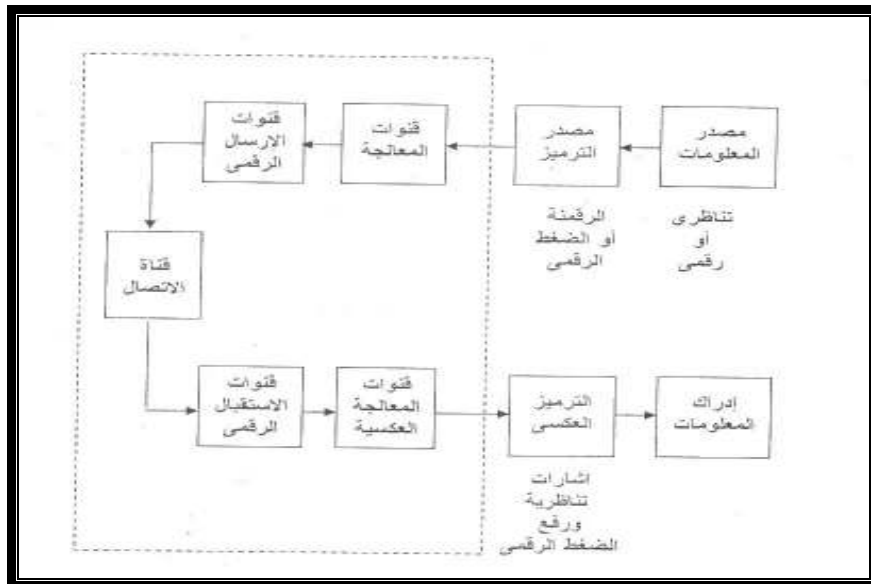 مصدر
المعلومات
مصدر
الترميز
قنوات
المعالجة
قنوات
الارسال
الرقمى
تناظرى
أو
رقمى
الرقمنة
أو الضغط
الرقمى
قناة
الاتصال
قنوات
الاستقبال
الرقمى
قنوات
المعالجة
العكسية
الترميز
العكسى
إدراك
المعلومات
اشارات
تناظرية
ورفع
الضغط الرقمى